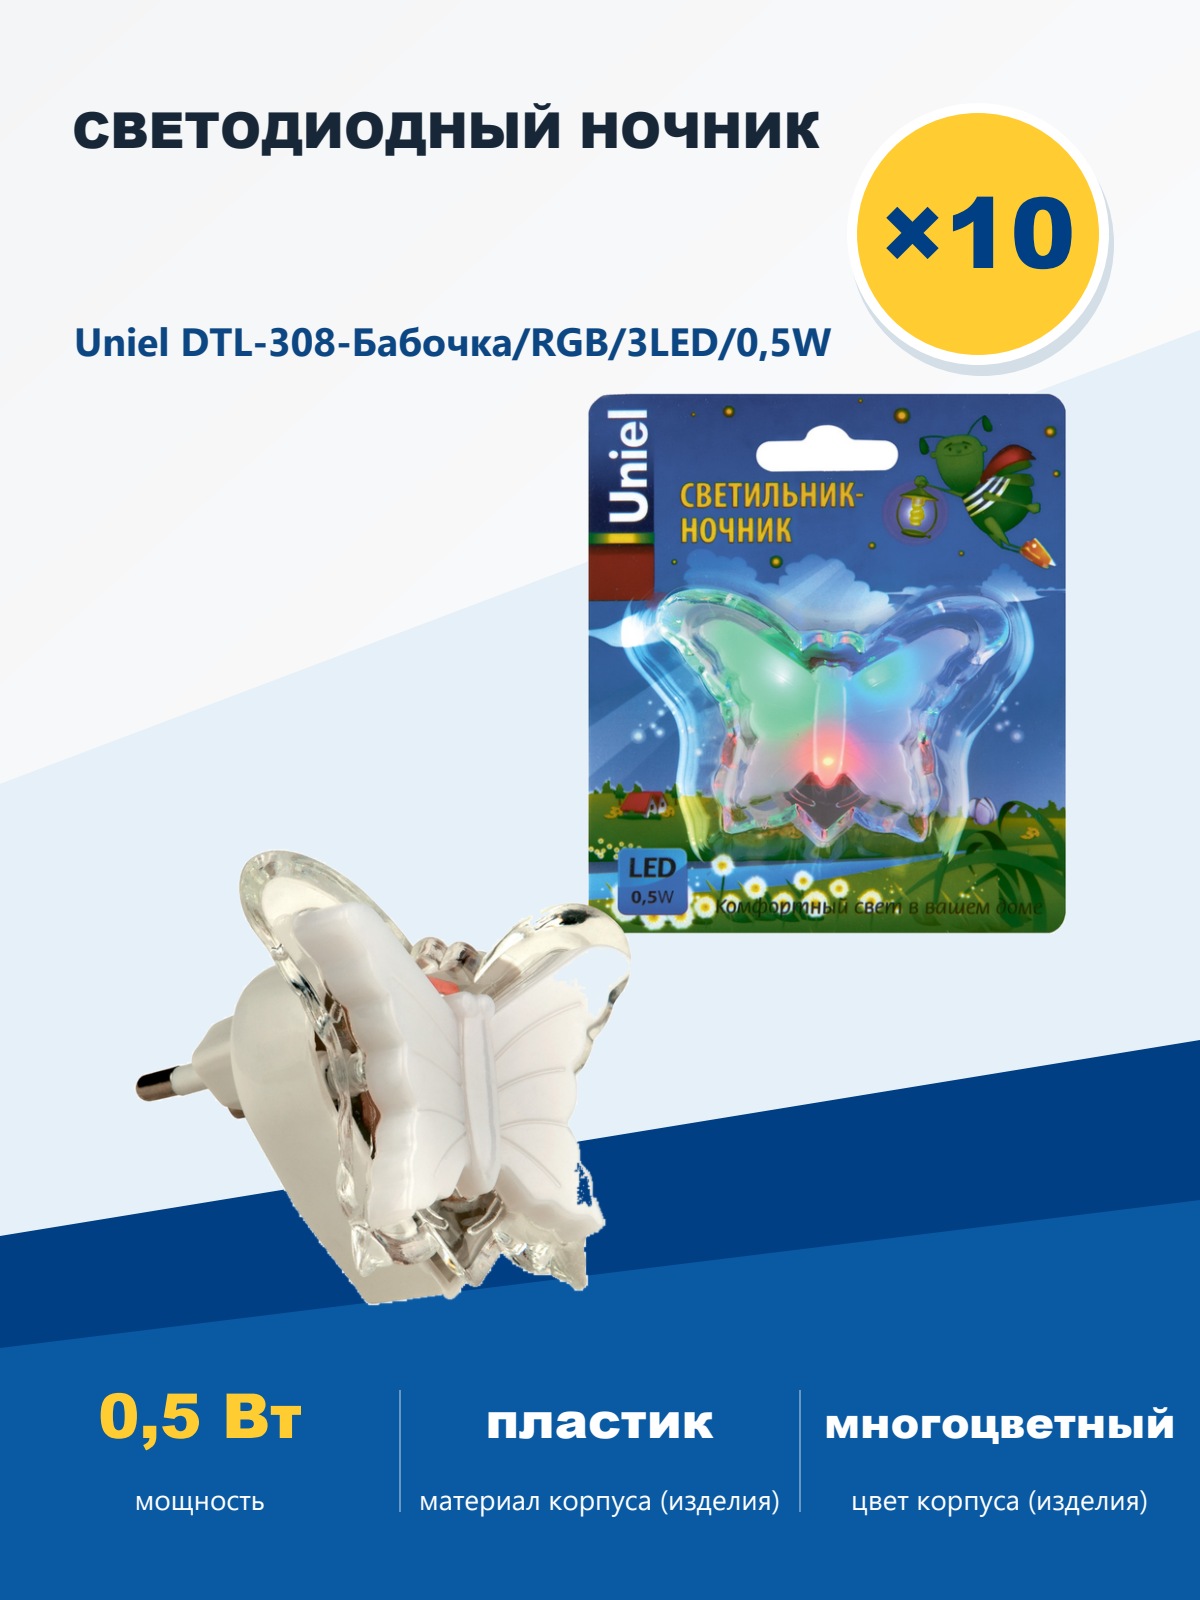 СВЕТОДИОДНЫЙ НОЧНИК
×10
Uniel DTL-308-Бабочка/RGB/3LED/0,5W
Uniel
СВЕТИЛЬНИК-
НОЧНИК
LED
0,5W
Комфортный свет в вашем доме
0,5 Вт
мощность
пластик
материал корпуса (изделия)
многоцветный
цвет корпуса (изделия)